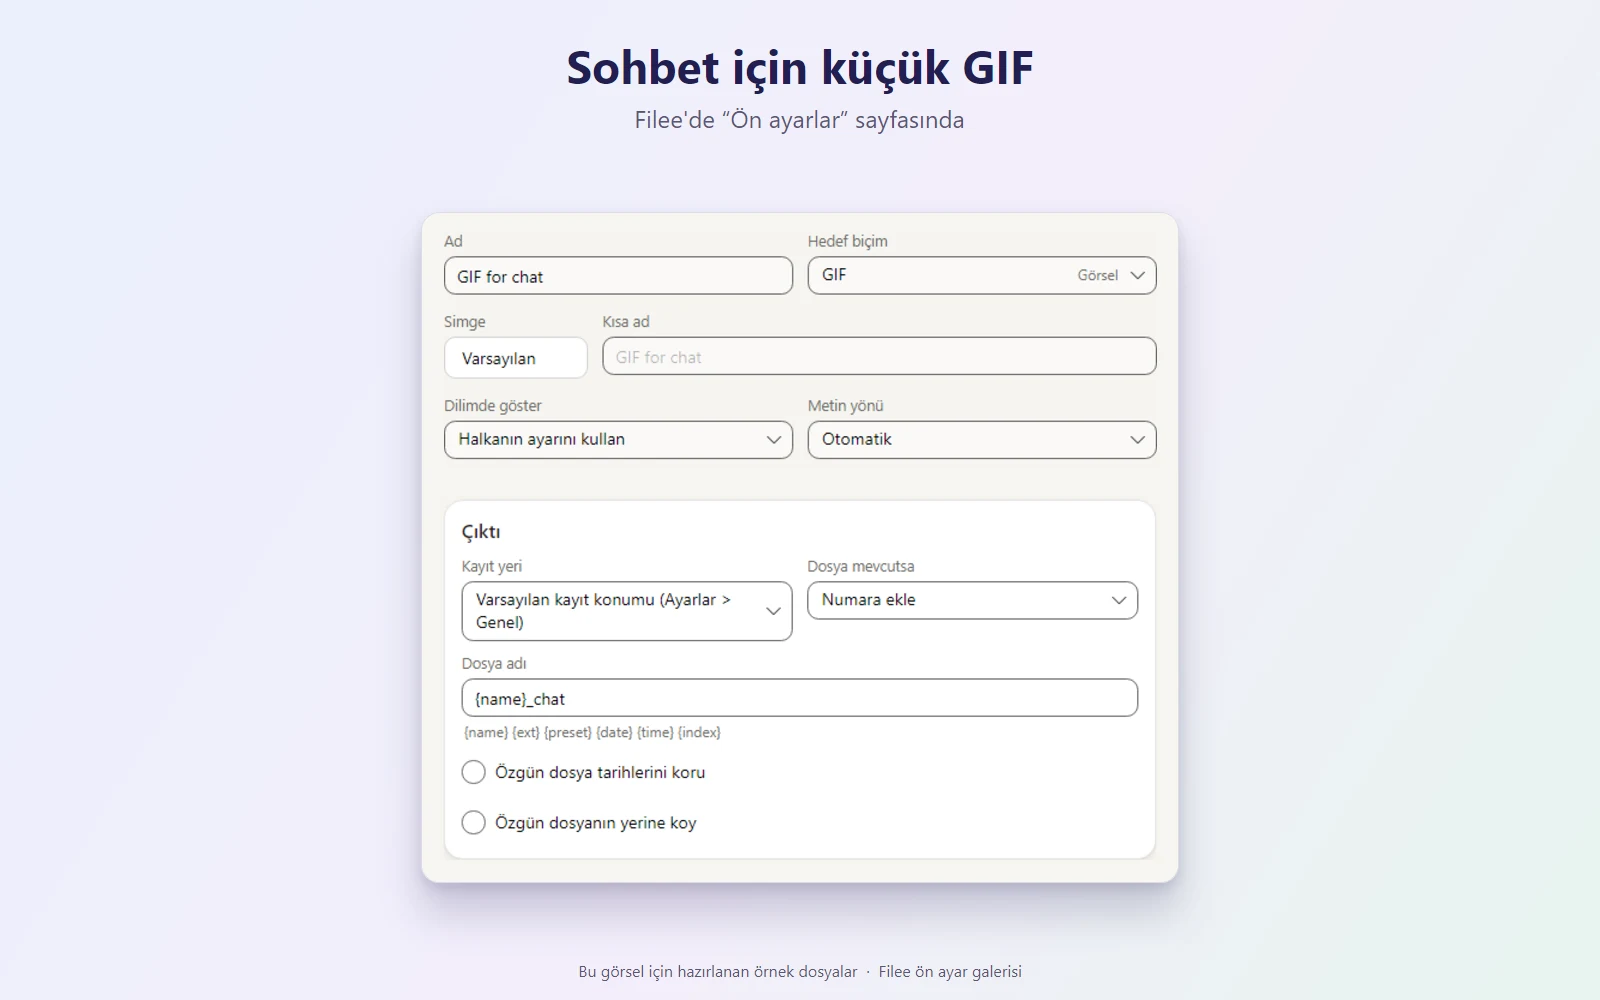 Sohbet için küçük GIF
Filee'de “Ön ayarlar” sayfasında
Ad
Hedef biçim
GIF for chat
GIF
Görsel
Simge
Kısa ad
Varsayılan
GIF for chat
Dilimde göster
Metin yönü
Halkanın ayarını kullan
Otomatik
Çıktı
Kayıt yeri
Dosya mevcutsa
Varsayılan kayıt konumu (Ayarlar >
Genel)
Numara ekle
Dosya adı
{name}_chat
{name} {ext} {preset} {date} {time} {index}
Özgün dosya tarihlerini koru
Özgün dosyanın yerine koy
Bu görsel için hazırlanan örnek dosyalar · Filee ön ayar galerisi